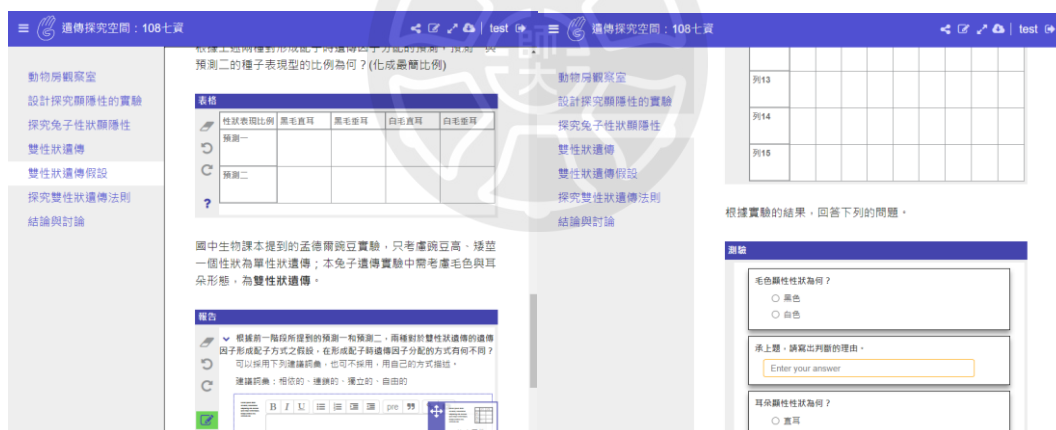 遺傳探究空間：108七資
test
動物房觀察室
設計探究顯隱性的實驗
探究兔子性狀顯隱性
雙性狀遺傳
雙性狀遺傳假設
探究雙性狀遺傳法則
結論與討論
根據上述兩種對形成配子時遺傳因子分配的預測，預測一與
預測二的種子表現型的比例為何？(化成最簡比例)
表格
性狀表現比例 黑毛直耳 黑毛垂耳 白毛直耳 白毛垂耳
預測一
預測二
?
國中生物課本提到的孟德爾豌豆實驗，只考慮豌豆高、矮莖
一個性狀為單性狀遺傳；本兔子遺傳實驗中需考慮毛色與耳
朵形態，為雙性狀遺傳。
報告
根據前一階段所提到的預測一和預測二，兩種對於雙性狀遺傳的遺傳
因子形成配子方式之假設，在形成配子時遺傳因子分配的方式有何不同？
可以採用下列建議詞彙，也可不採用，用自己的方式描述。
建議詞彙：相依的、連鎖的、獨立的、自由的
B I U pre
師
大
遺傳探究空間：108七資
test
動物房觀察室
設計探究顯隱性的實驗
探究兔子性狀顯隱性
雙性狀遺傳
雙性狀遺傳假設
探究雙性狀遺傳法則
結論與討論
列13
列14
列15
根據實驗的結果，回答下列的問題。
測驗
毛色顯性性狀為何？
黑色
白色
承上題，請寫出判斷的理由。
Enter your answer
耳朵顯性性狀為何？
直耳